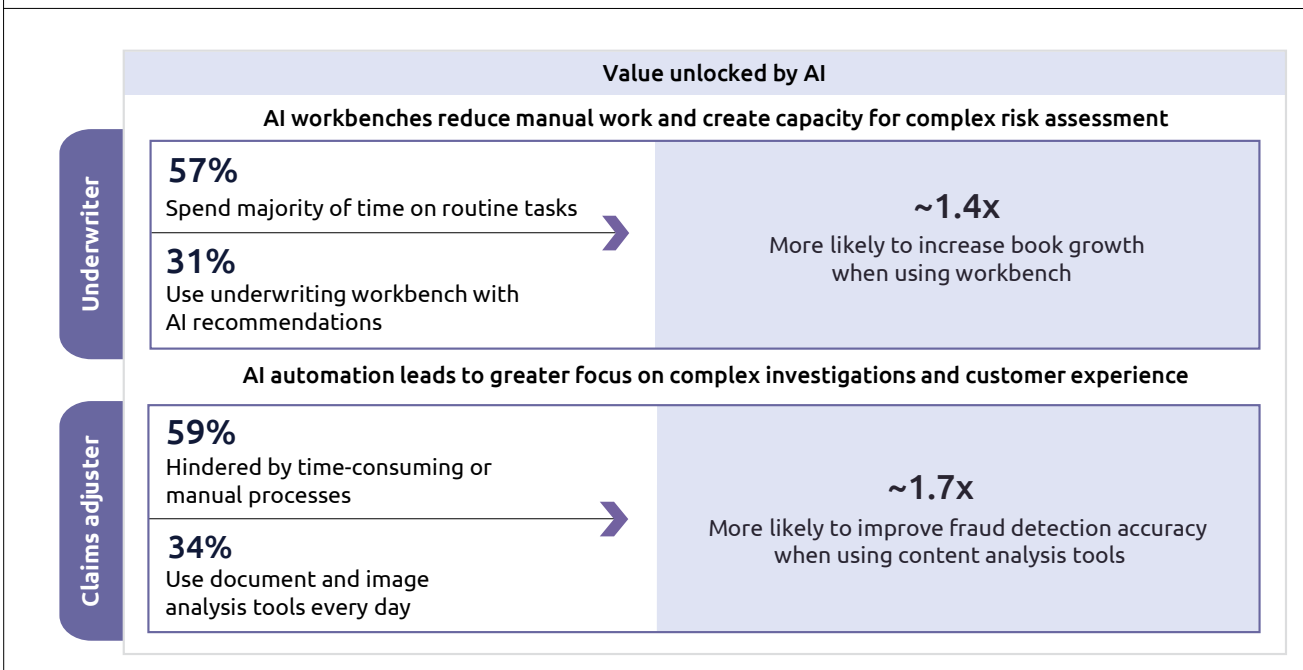 Value unlocked by AI
AI workbenches reduce manual work and create capacity for complex risk assessment
Underwriter
57%
Spend majority of time on routine tasks
31%
Use underwriting workbench with
AI recommendations
~1.4x
More likely to increase book growth
when using workbench
AI automation leads to greater focus on complex investigations and customer experience
Claims adjuster
59%
Hindered by time-consuming or
manual processes
34%
Use document and image
analysis tools every day
~1.7x
More likely to improve fraud detection accuracy
when using content analysis tools